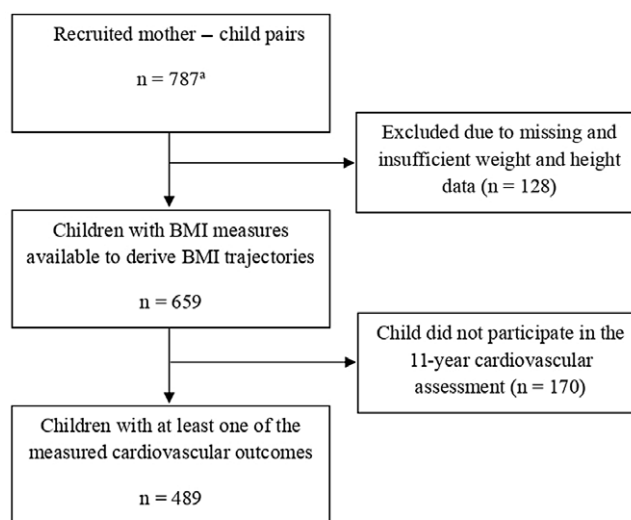 Recruited mother – child pairs
n = 787ª
Excluded due to missing and
insufficient weight and height
data (n = 128)
Children with BMI measures
available to derive BMI trajectories
n = 659
Child did not participate in the
11-year cardiovascular
assessment (n = 170)
Children with at least one of the
measured cardiovascular outcomes
n = 489